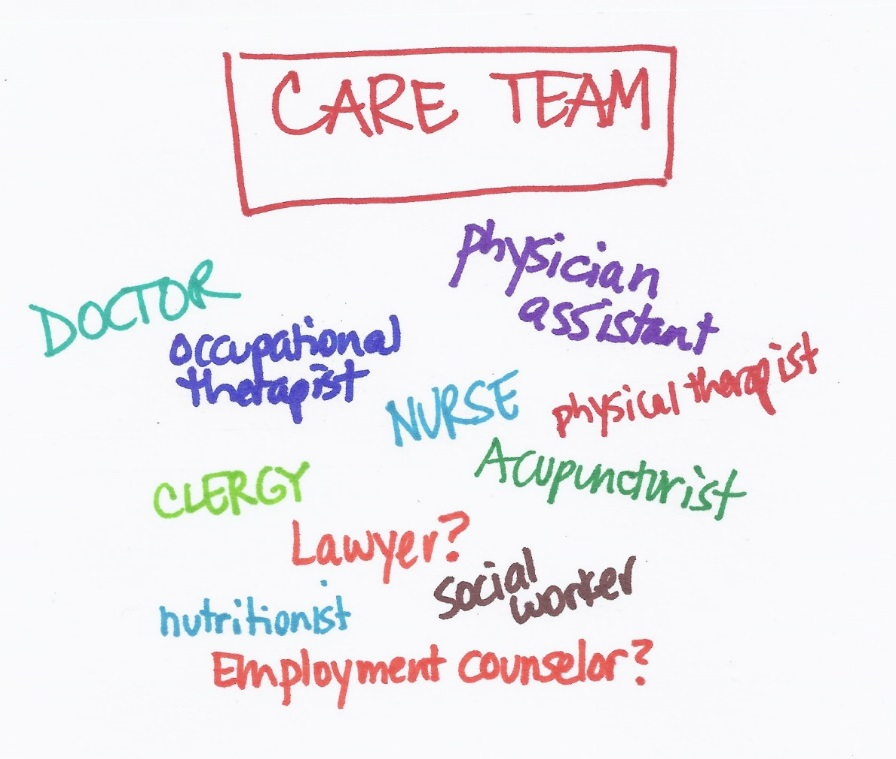 CARE TEAM
physician
assistant
DOCTOR
occupational
therapist
NURSE
physical therapist
CLERGY
Acupuncturist
Lawyer?
social
worker
nutritionist
Employment counselor?